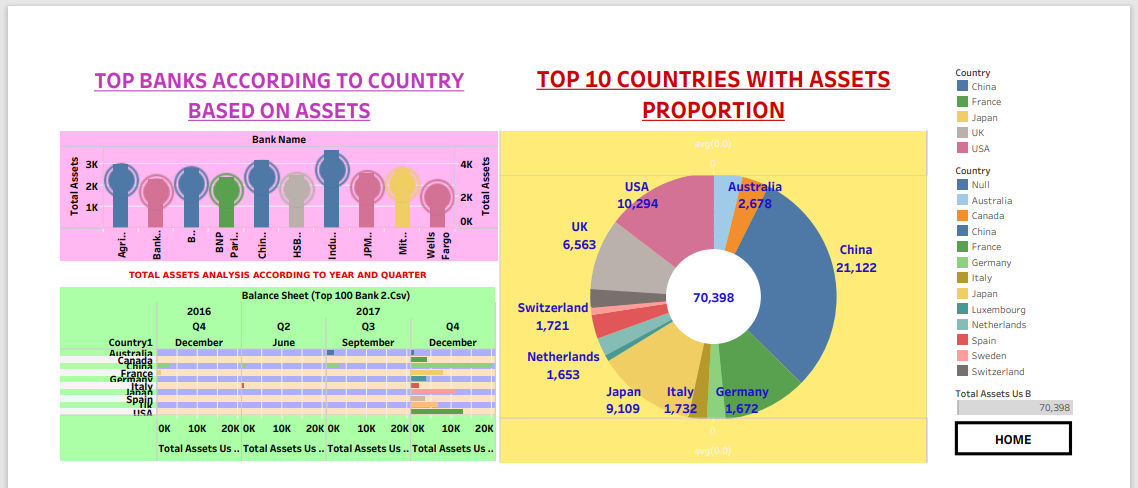 TOP BANKS ACCORDING TO COUNTRY
BASED ON ASSETS
Bank Name
Total Assets
3K
2K
1K
4K
2K
0K
Total Assets
Agri..
Bank..
B..
BNP
Pari..
Chin..
HSB..
Indu..
JPM..
Mit..
Wells
Fargo
TOTAL ASSETS ANALYSIS ACCORDING TO YEAR AND QUARTER
Balance Sheet (Top 100 Bank 2.Csv)
2016
2017
Q4
Q2
Q3
Q4
Country1
December
June
September
December
Australia
Canada
China
France
Germany
Italy
Japan
Spain
UK
USA
0K 10K 20K 0K 10K 20K 0K 10K 20K 0K 10K 20K
Total Assets Us .. Total Assets Us .. Total Assets Us .. Total Assets Us ..
TOP 10 COUNTRIES WITH ASSETS
PROPORTION
avg(0.0)
0
USA
10,294
Australia
2,678
UK
6,563
China
21,122
70,398
Switzerland
1,721
Netherlands
1,653
Japan
9,109
Italy
1,732
Germany
1,672
0
avg(0.0)
Country
China
France
Japan
UK
USA
Country
Null
Australia
Canada
China
France
Germany
Italy
Japan
Luxembourg
Netherlands
Spain
Sweden
Switzerland
Total Assets Us B
70,398
HOME